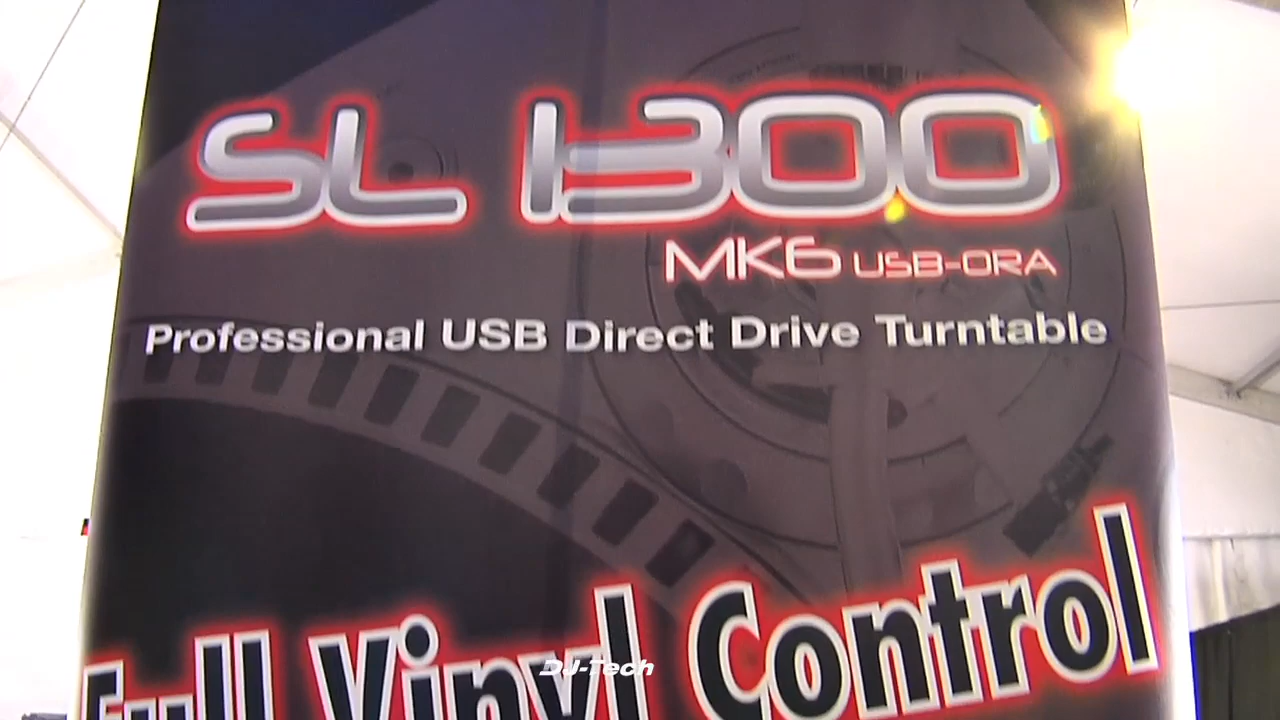 SL 1300
MK6 USB-ORA
Professional USB Direct Drive Turntable
Full Vinyl Control
DJ-Tech